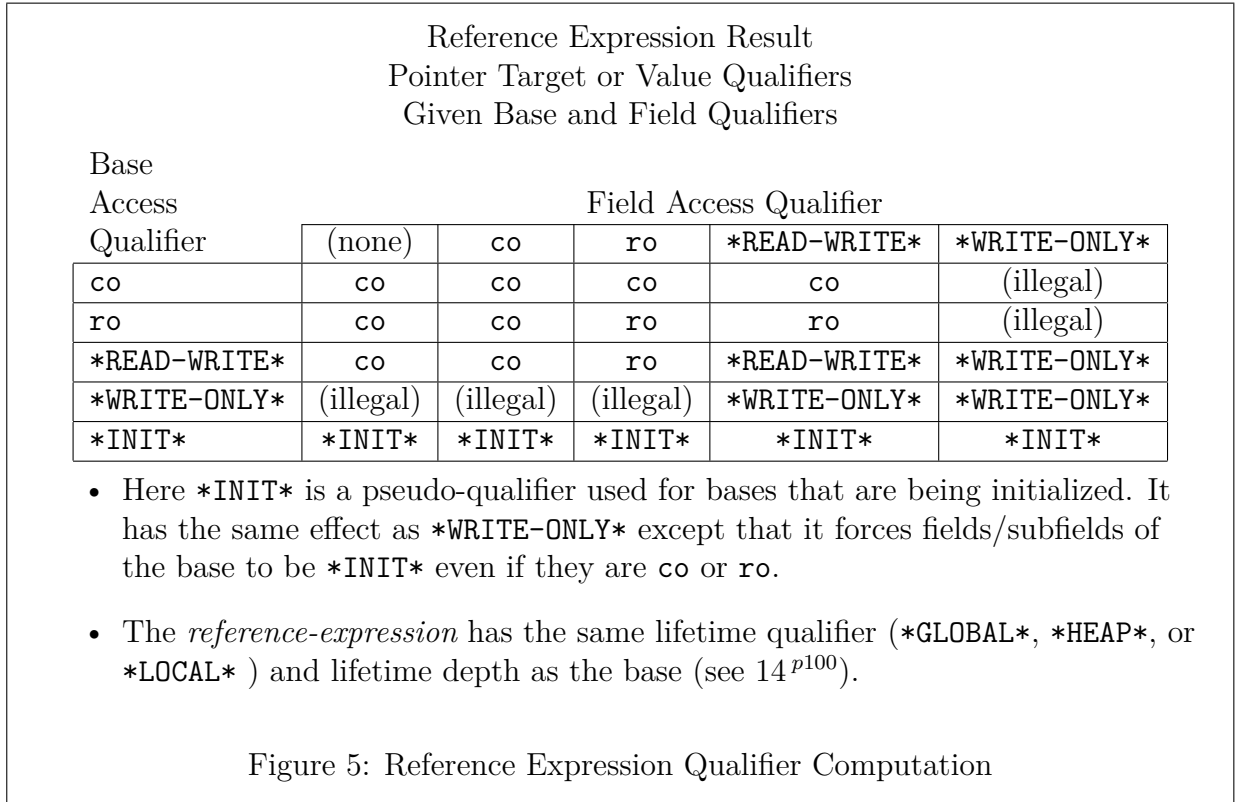 Reference Expression Result
Pointer Target or Value Qualifiers
Given Base and Field Qualifiers
Base
Access Field Access Qualifier
Qualifier (none) co ro *READ-WRITE* *WRITE-ONLY*
co co co co co (illegal)
ro co co ro ro (illegal)
*READ-WRITE* co co ro *READ-WRITE* *WRITE-ONLY*
*WRITE-ONLY* (illegal) (illegal) (illegal) *WRITE-ONLY* *WRITE-ONLY*
*INIT* *INIT* *INIT* *INIT* *INIT* *INIT*
• Here *INIT* is a pseudo-qualifier used for bases that are being initialized. It
has the same effect as *WRITE-ONLY* except that it forces fields/subfields of
the base to be *INIT* even if they are co or ro.
• The reference-expression has the same lifetime qualifier (*GLOBAL*, *HEAP*, or
*LOCAL* ) and lifetime depth as the base (see 14 p100).
Figure 5: Reference Expression Qualifier Computation